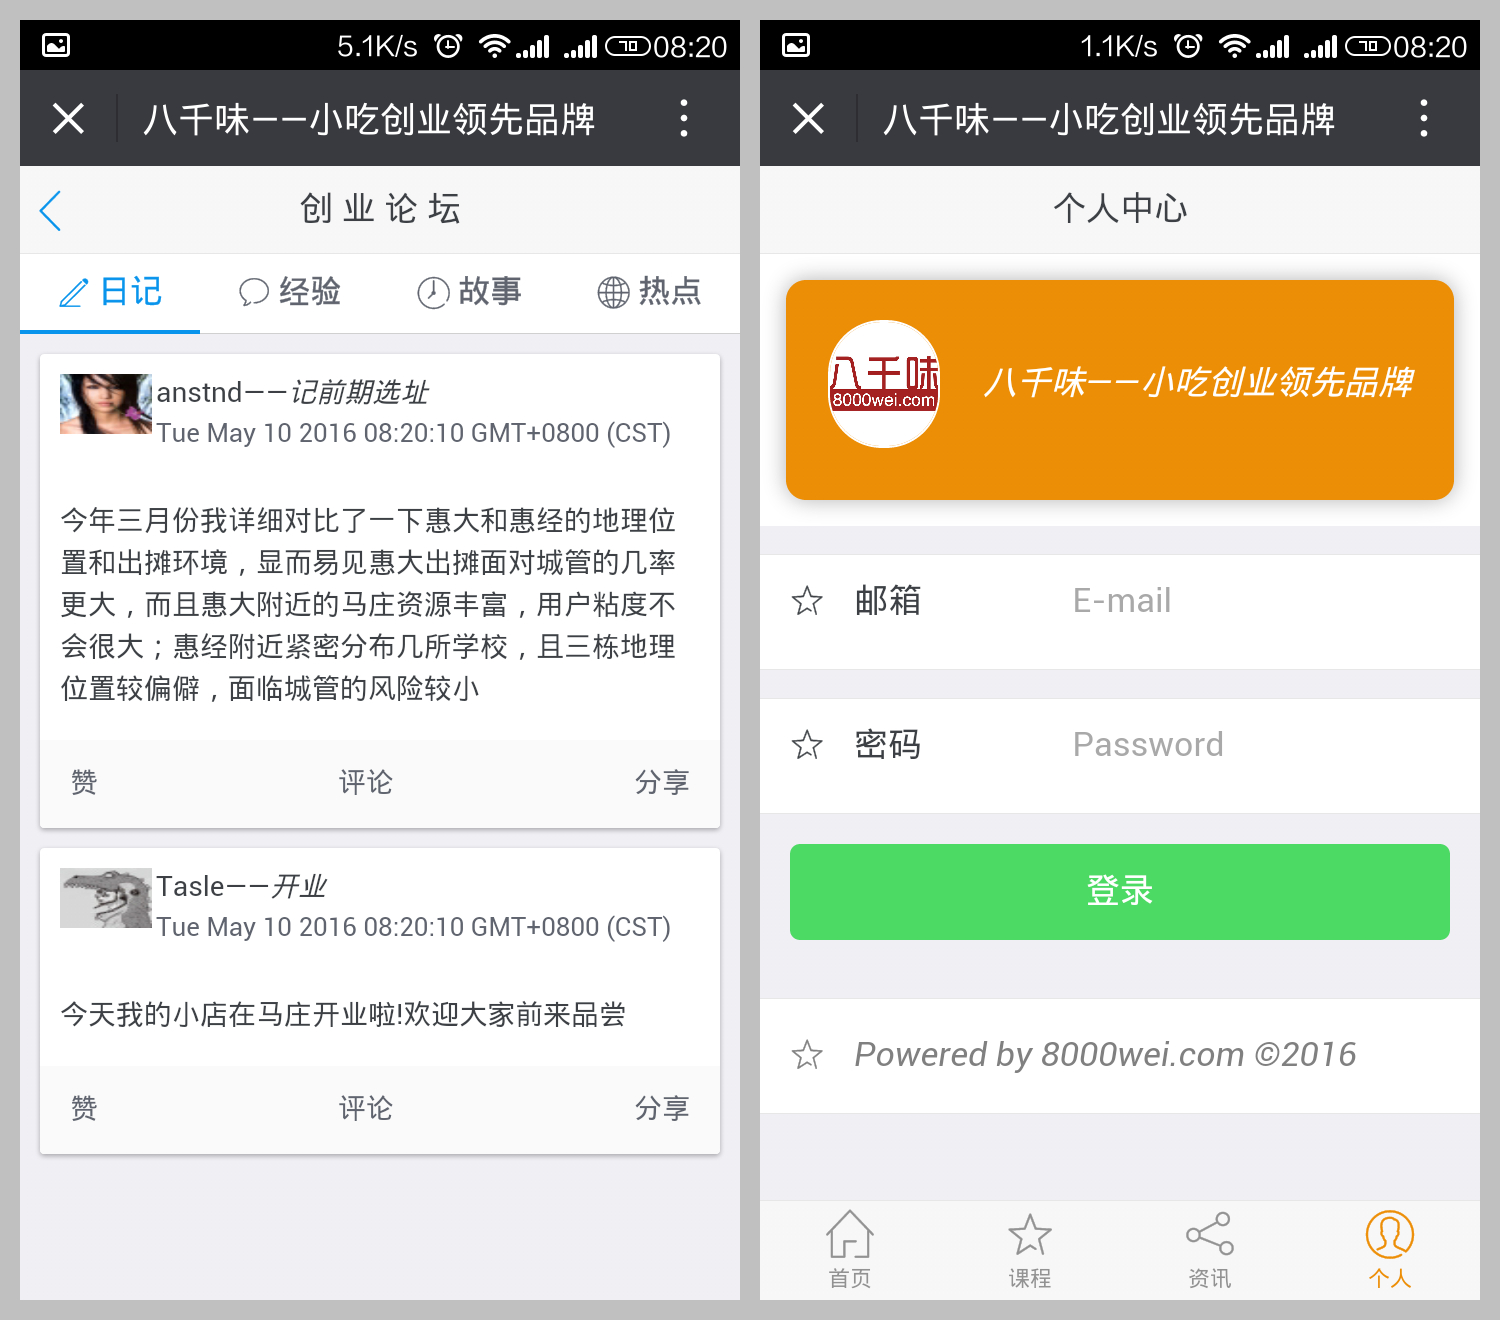 5.1K/s 70 08:20
八千味——小吃创业领先品牌
创业论坛
日记 经验 故事 热点
anstnd——记前期选址
Tue May 10 2016 08:20:10 GMT+0800 (CST)
今年三月份我详细对比了一下惠大和惠经的地理位
置和出摊环境，显而易见惠大出摊面对城管的几率
更大，而且惠大附近的马庄资源丰富，用户粘度不
会很大；惠经附近紧密分布几所学校，且三栋地理
位置较偏僻，面临城管的风险较小
赞 评论 分享
Tasle——开业
Tue May 10 2016 08:20:10 GMT+0800 (CST)
今天我的小店在马庄开业啦!欢迎大家前来品尝
赞 评论 分享
1.1K/s 70 08:20
八千味——小吃创业领先品牌
个人中心
八千味
8000wei.com
八千味——小吃创业领先品牌
邮箱 E-mail
密码 Password
登录
Powered by 8000wei.com ©2016
首页 课程 资讯 个人